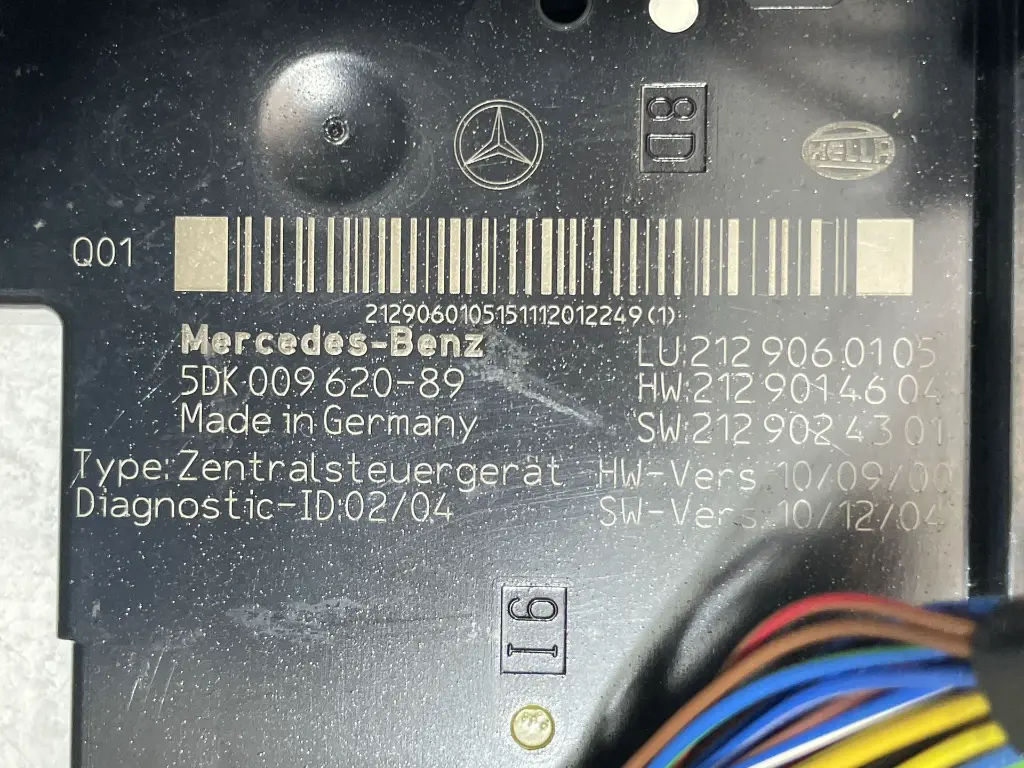 8D
HELLA
Q01
2129060105151112012249(1)
Mercedes-Benz
5DK 009 620-89
Made in Germany
LU:212 906 01 05
HW:212 901 46 04
SW:212 902 43 01
Type: Zentralsteuergerät
Diagnostic-ID:02/04
HW-Vers 10/09/00
SW-Vers.10/12/04